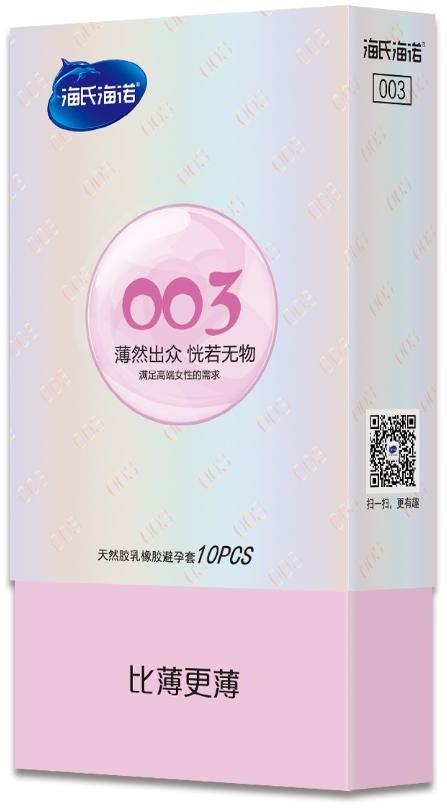 海氏海诺®
003
薄然出众 恍若无物
满足高端女性的需求
天然胶乳橡胶避孕套10PCS
比薄更薄
海氏海诺®
003
扫一扫，更有趣